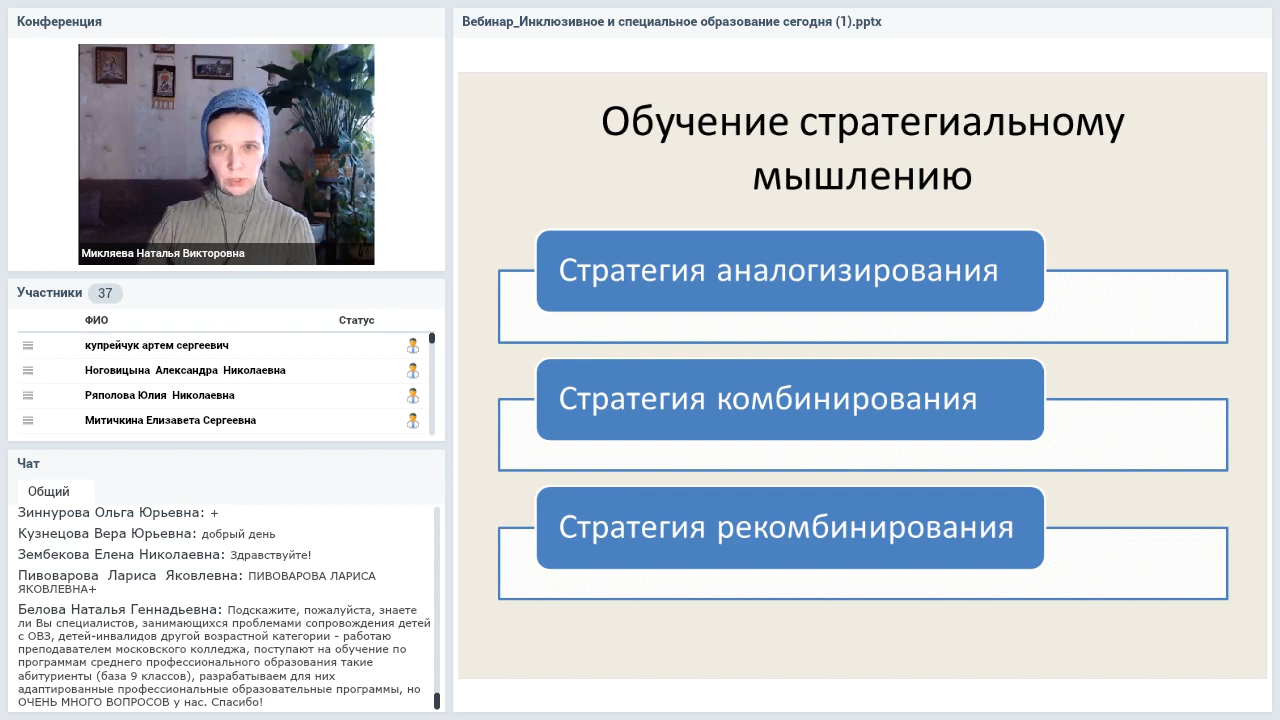 Конференция
Микляева Наталья Викторовна
Участники 37
ФИО Статус
купрейчук артем сергеевич
Ноговицына Александра Николаевна
Ряполова Юлия Николаевна
Митичкина Елизавета Сергеевна
Чат
Общий
Зиннурова Ольга Юрьевна: +
Кузнецова Вера Юрьевна: добрый день
Зембекова Елена Николаевна: Здравствуйте!
Пивоварова Лариса Яковлевна: ПИВОВАРОВА ЛАРИСА
ЯКОВЛЕВНА+
Белова Наталья Геннадьевна: Подскажите, пожалуйста, знаете
ли Вы специалистов, занимающихся проблемами сопровождения детей
с ОВЗ, детей-инвалидов другой возрастной категории - работаю
преподавателем московского колледжа, поступают на обучение по
программам среднего профессионального образования такие
абитуриенты (база 9 классов), разрабатываем для них
адаптированные профессиональные образовательные программы, но
ОЧЕНЬ МНОГО ВОПРОСОВ у нас. Спасибо!
Вебинар_Инклюзивное и специальное образование сегодня (1).pptx
Обучение стратегиальному
мышлению
Стратегия аналогизирования
Стратегия комбинирования
Стратегия рекомбинирования